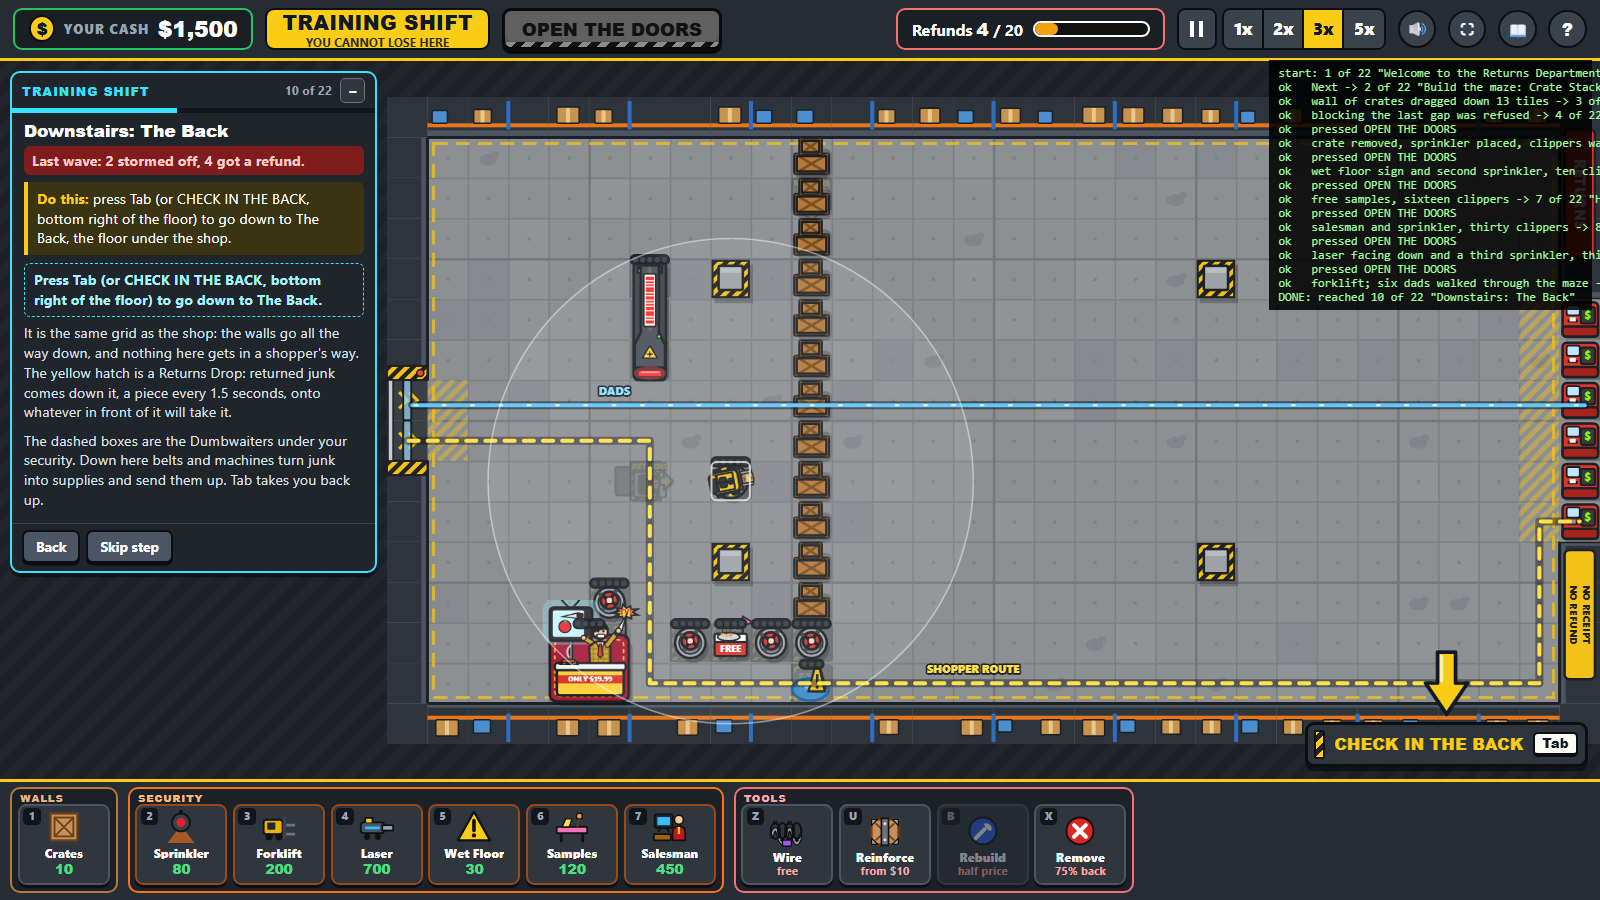 YOUR CASH $1,500
TRAINING SHIFT
YOU CANNOT LOSE HERE
OPEN THE DOORS
Refunds 4 / 20
1x
2x
3x
5x
?
TRAINING SHIFT
10 of 22
Downstairs: The Back
Last wave: 2 stormed off, 4 got a refund.
Do this: press Tab (or CHECK IN THE BACK,
bottom right of the floor) to go down to The
Back, the floor under the shop.
Press Tab (or CHECK IN THE BACK, bottom
right of the floor) to go down to The Back.
It is the same grid as the shop: the walls go all the
way down, and nothing here gets in a shopper's way.
The yellow hatch is a Returns Drop: returned junk
comes down it, a piece every 1.5 seconds, onto
whatever in front of it will take it.
The dashed boxes are the Dumbwaiters under your
security. Down here belts and machines turn junk
into supplies and send them up. Tab takes you back
up.
Back
Skip step
start: 1 of 22 "Welcome to the Returns Department
ok Next -> 2 of 22 "Build the maze: Crate Stack
ok wall of crates dragged down 13 tiles -> 3 of
ok blocking the last gap was refused -> 4 of 22
ok pressed OPEN THE DOORS
ok crate removed, sprinkler placed, clippers wa
ok pressed OPEN THE DOORS
ok wet floor sign and second sprinkler, ten cli
ok pressed OPEN THE DOORS
ok free samples, sixteen clippers -> 7 of 22 "H
ok pressed OPEN THE DOORS
ok salesman and sprinkler, thirty clippers -> 8
ok pressed OPEN THE DOORS
ok laser facing down and a third sprinkler, thi
ok pressed OPEN THE DOORS
ok forklift; six dads walked through the maze -
DONE: reached 10 of 22 "Downstairs: The Back"
DADS
FREE
ONLY $19.99
SHOPPER ROUTE
NO RECEIPT
NO REFUND
CHECK IN THE BACK Tab
WALLS
1
Crates
10
SECURITY
2
Sprinkler
80
3
Forklift
200
4
Laser
700
5
Wet Floor
30
6
Samples
120
7
Salesman
450
TOOLS
Z
Wire
free
U
Reinforce
from $10
B
Rebuild
half price
X
Remove
75% back